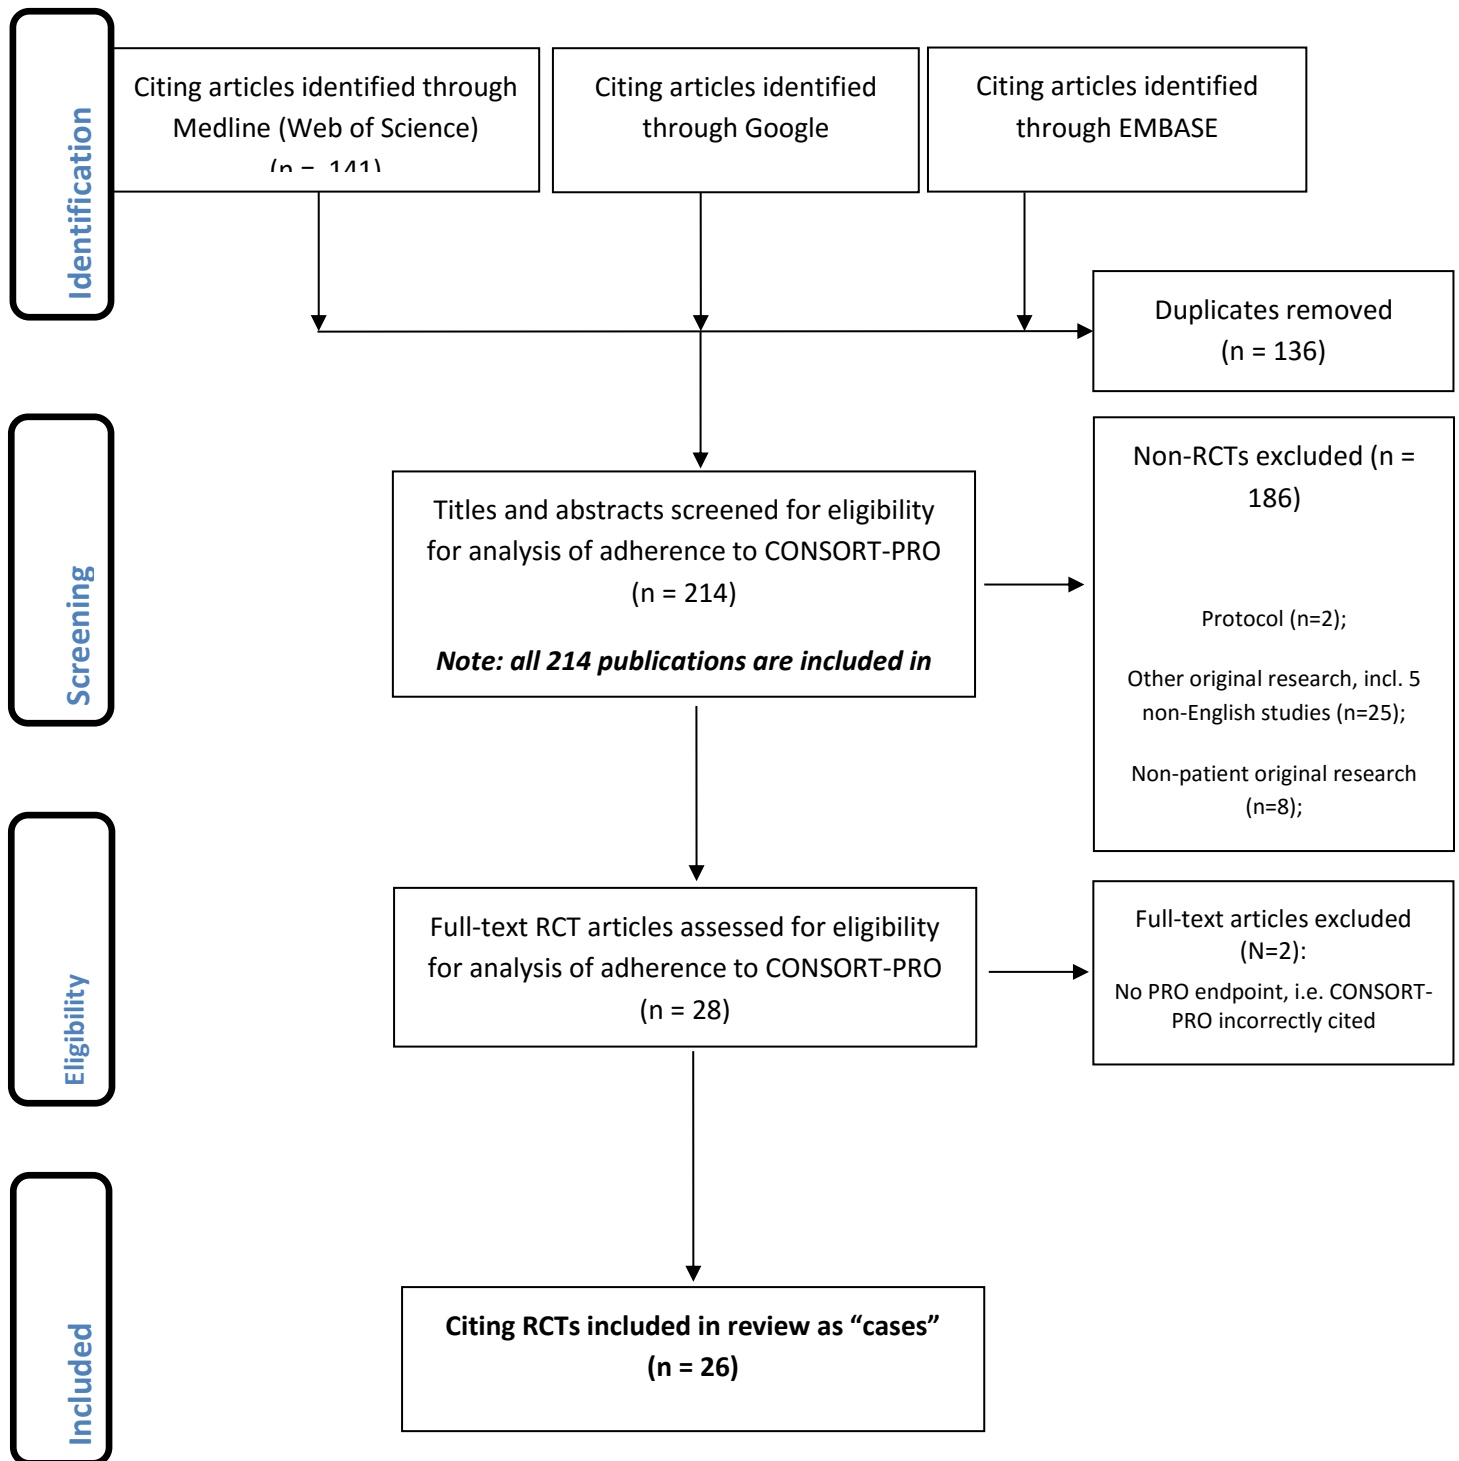 Identification
Citing articles identified through
Medline (Web of Science)
(n = 141)
Citing articles identified
through Google
Citing articles identified
through EMBASE
Duplicates removed
(n = 136)
Screening
Titles and abstracts screened for eligibility
for analysis of adherence to CONSORT-PRO
(n = 214)
Note: all 214 publications are included in
Non-RCTs excluded (n =
186)
Protocol (n=2);
Other original research, incl. 5
non-English studies (n=25);
Non-patient original research
(n=8);
Eligibility
Full-text RCT articles assessed for eligibility
for analysis of adherence to CONSORT-PRO
(n = 28)
Full-text articles excluded
(N=2):
No PRO endpoint, i.e. CONSORT-
PRO incorrectly cited
Included
Citing RCTs included in review as “cases”
(n = 26)